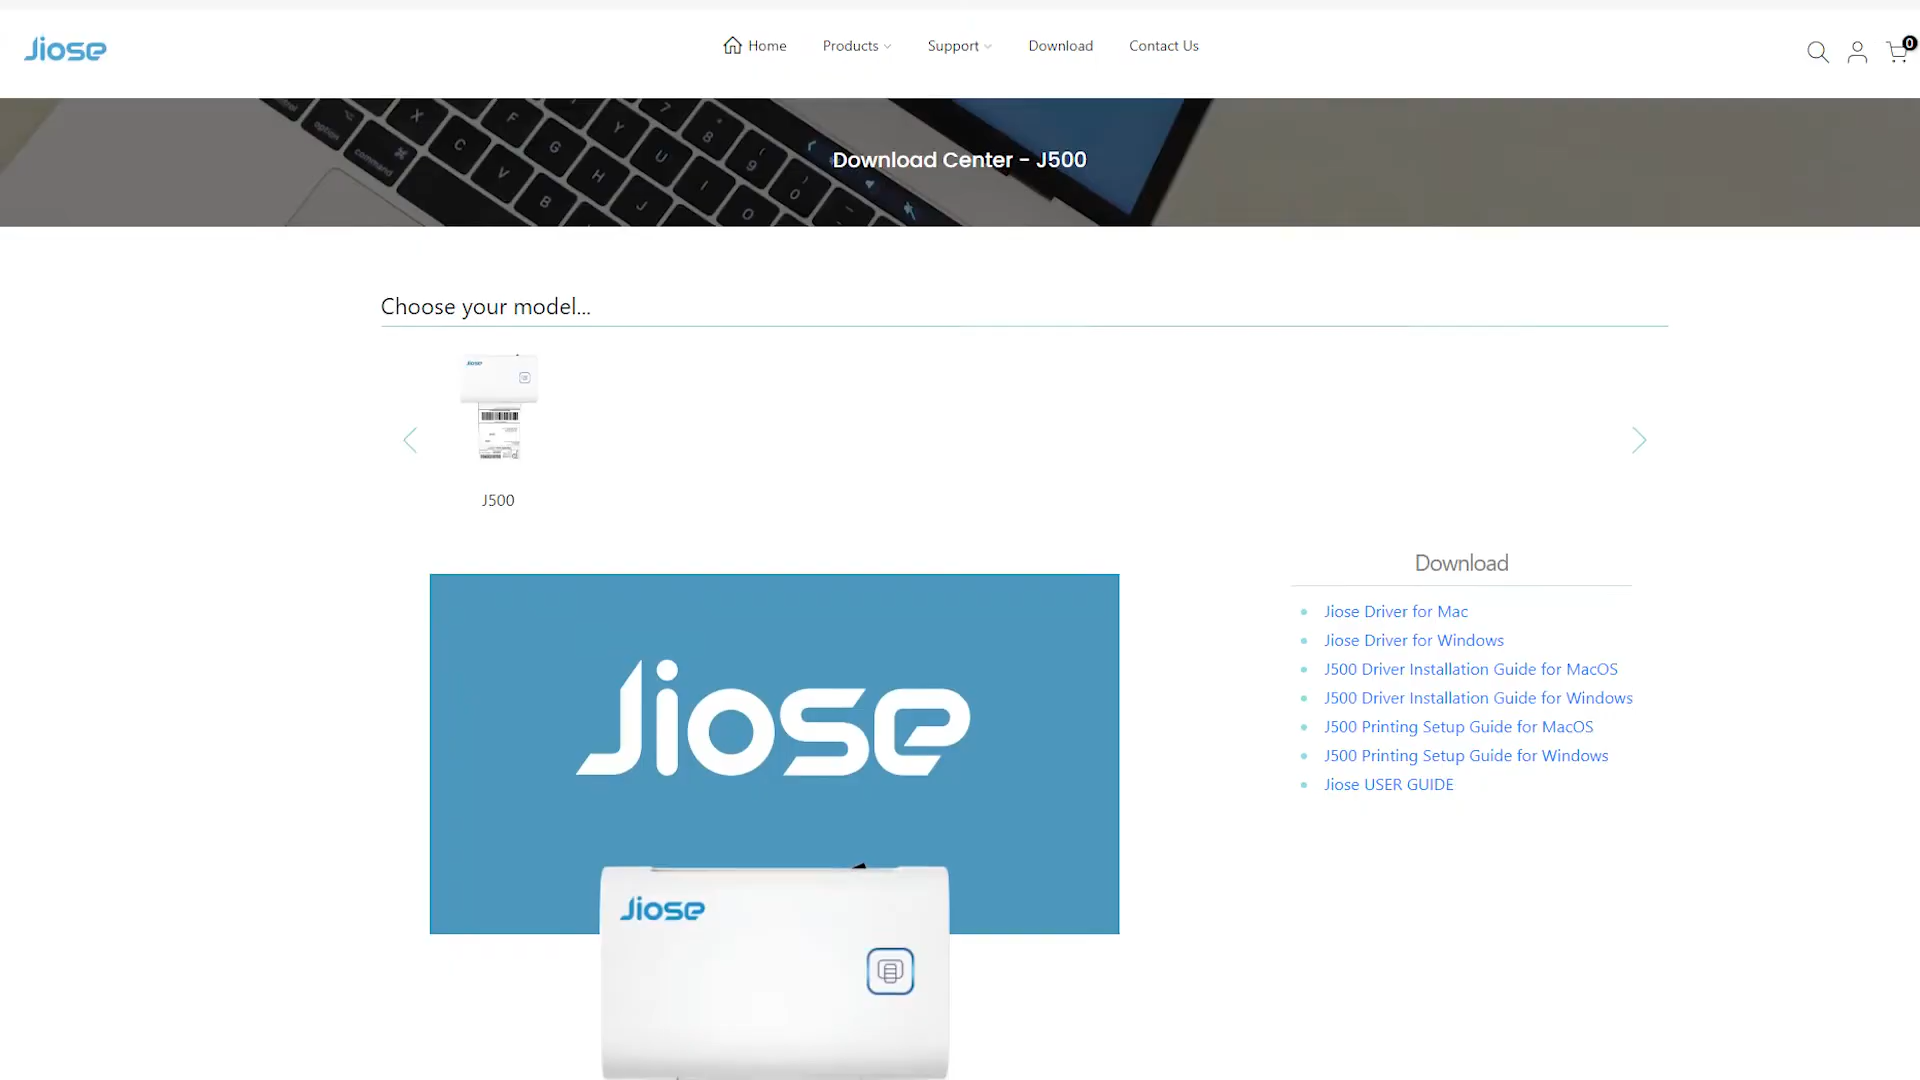 Jiose
Home
Products
Support
Download
Contact Us
0
Download Center - J500
Choose your model...
Jiose
J500
Download
Jiose Driver for Mac
Jiose Driver for Windows
J500 Driver Installation Guide for MacOS
J500 Driver Installation Guide for Windows
J500 Printing Setup Guide for MacOS
J500 Printing Setup Guide for Windows
Jiose USER GUIDE
Jiose
Jiose